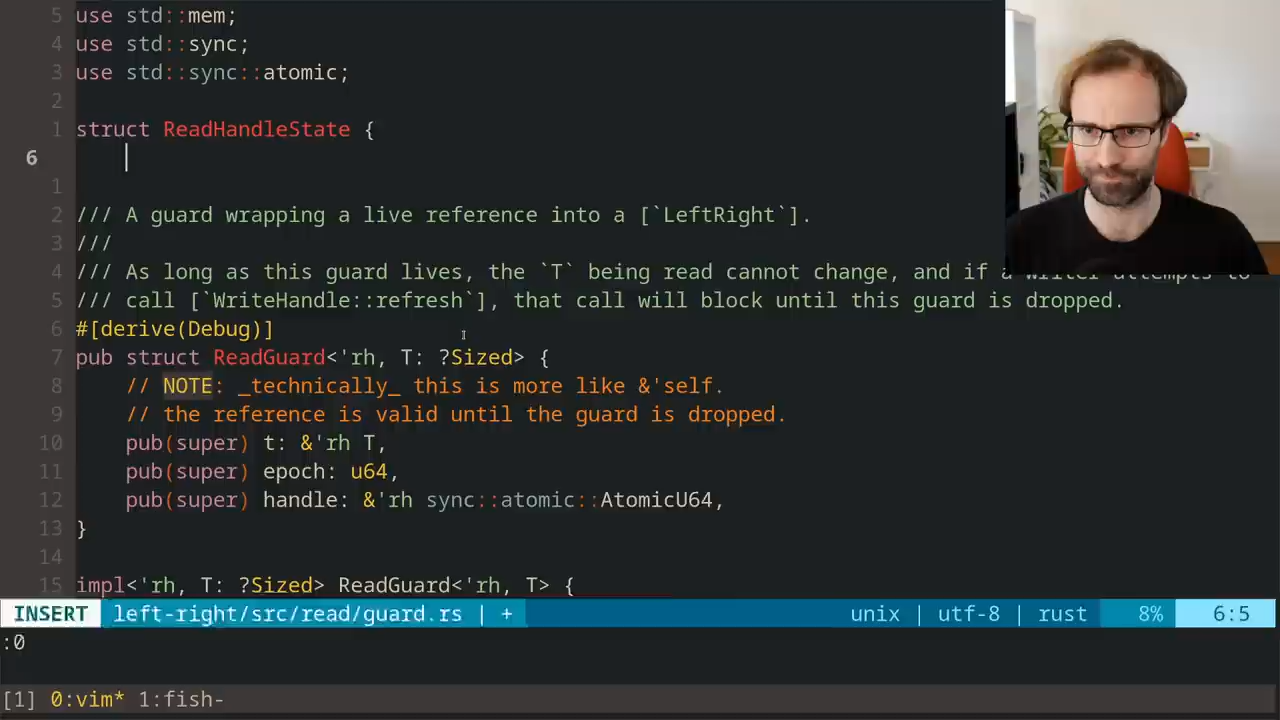 5 use std::mem;
4 use std::sync;
3 use std::sync::atomic;
2
1 struct ReadHandleState {
6
1
2 /// A guard wrapping a live reference into a [`LeftRight`].
3 ///
4 /// As long as this guard lives, the `T` being read cannot change, and if a writer attempts to
5 /// call [`WriteHandle::refresh`], that call will block until this guard is dropped.
6 #[derive(Debug)]
7 pub struct ReadGuard<'rh, T: ?Sized> {
8 // NOTE: _technically_ this is more like &'self.
9 // the reference is valid until the guard is dropped.
10 pub(super) t: &'rh T,
11 pub(super) epoch: u64,
12 pub(super) handle: &'rh sync::atomic::AtomicU64,
13 }
14
15 impl<'rh, T: ?Sized> ReadGuard<'rh, T> {
INSERT left-right/src/read/guard.rs | + unix | utf-8 | rust 8% 6:5
:0
[1] 0:vim* 1:fish-